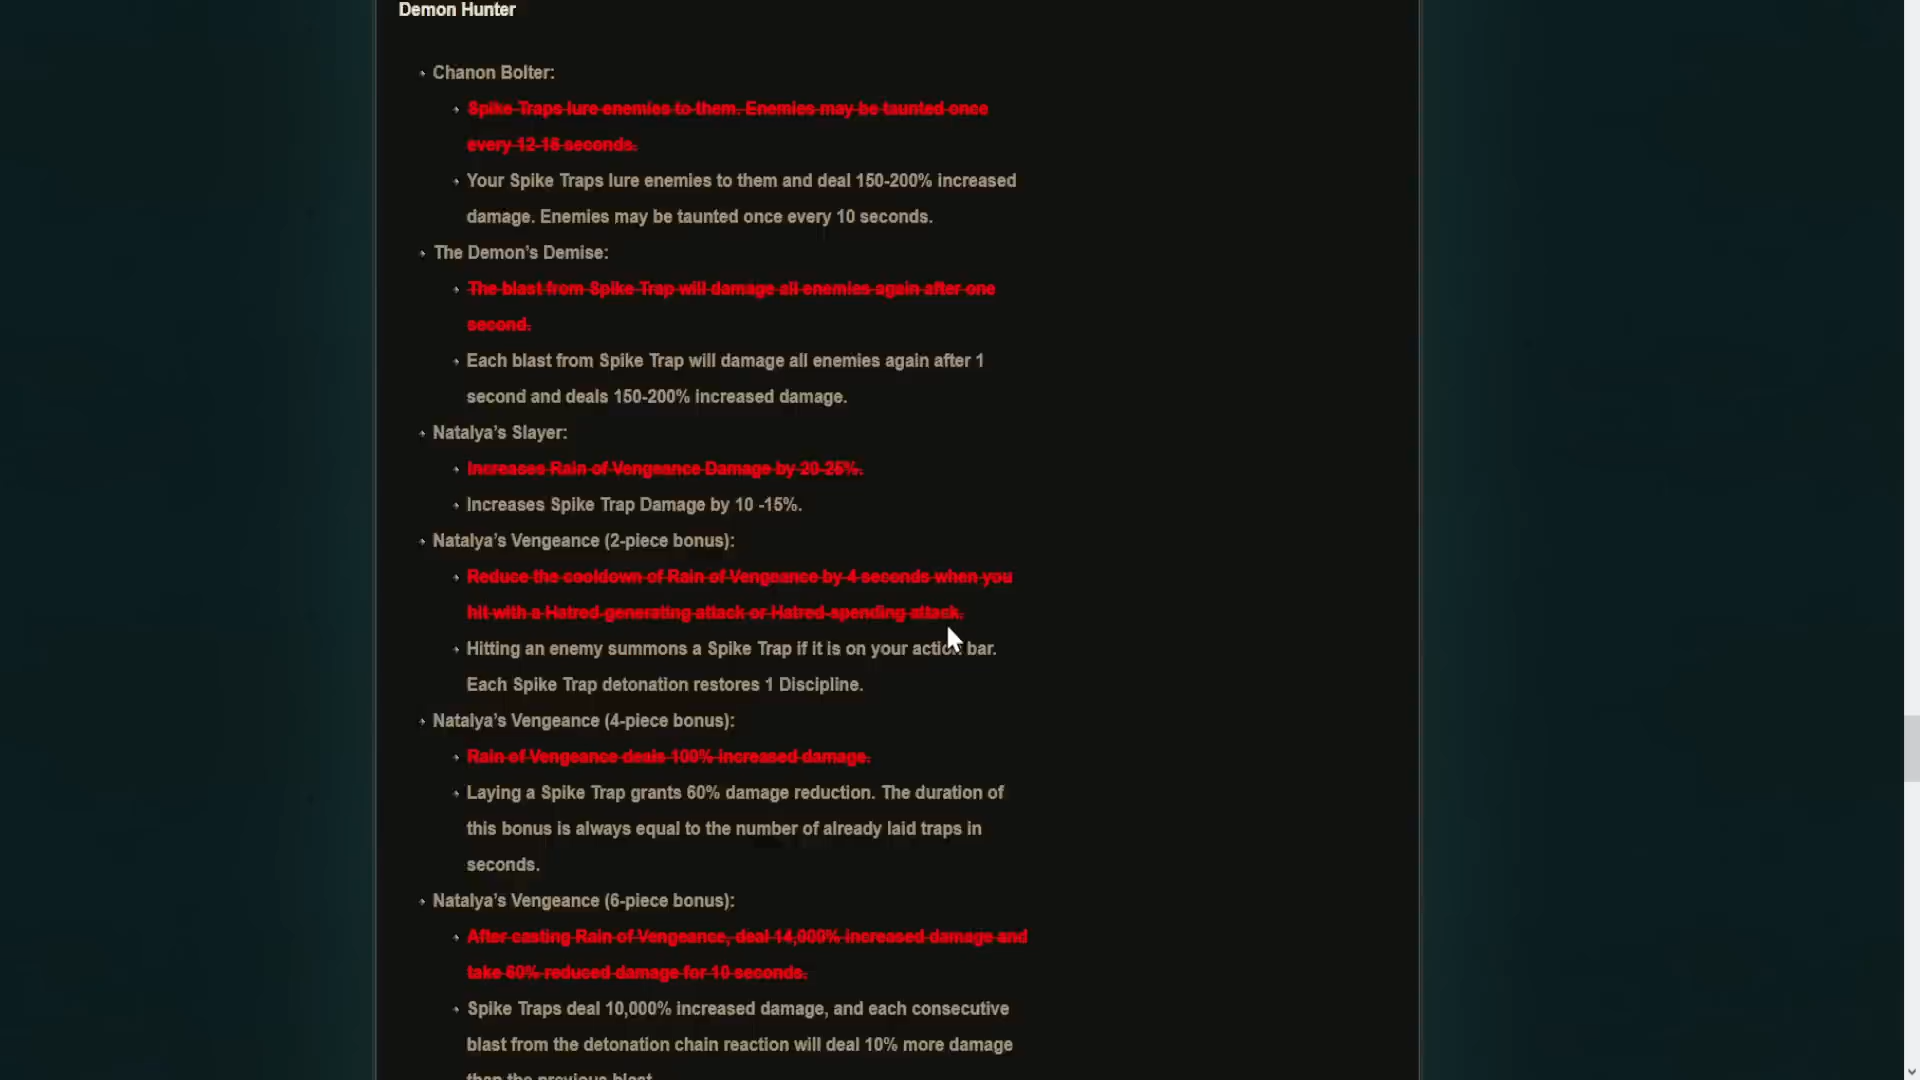 Demon Hunter
Chanon Bolter:
Spike Traps lure enemies to them. Enemies may be taunted once
every 12-16 seconds.
Your Spike Traps lure enemies to them and deal 150-200% increased
damage. Enemies may be taunted once every 10 seconds.
The Demon’s Demise:
The blast from Spike Trap will damage all enemies again after one
second.
Each blast from Spike Trap will damage all enemies again after 1
second and deals 150-200% increased damage.
Natalya’s Slayer:
Increases Rain of Vengeance Damage by 20-25%.
Increases Spike Trap Damage by 10 -15%.
Natalya’s Vengeance (2-piece bonus):
Reduce the cooldown of Rain of Vengeance by 4 seconds when you
hit with a Hatred-generating attack or Hatred-spending attack.
Hitting an enemy summons a Spike Trap if it is on your action bar.
Each Spike Trap detonation restores 1 Discipline.
Natalya’s Vengeance (4-piece bonus):
Rain of Vengeance deals 100% increased damage.
Laying a Spike Trap grants 60% damage reduction. The duration of
this bonus is always equal to the number of already laid traps in
seconds.
Natalya’s Vengeance (6-piece bonus):
After casting Rain of Vengeance, deal 14,000% increased damage and
take 60% reduced damage for 10 seconds.
Spike Traps deal 10,000% increased damage, and each consecutive
blast from the detonation chain reaction will deal 10% more damage
than the previous blast.